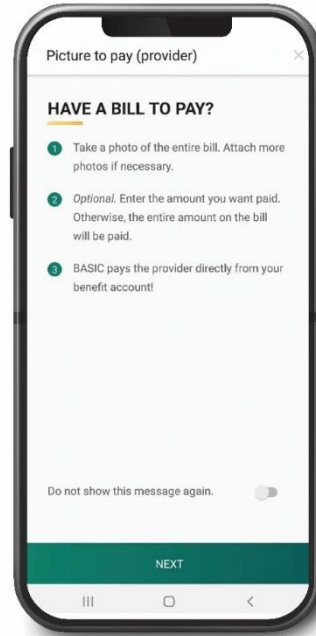 Picture to pay (provider)
HAVE A BILL TO PAY?
1 Take a photo of the entire bill. Attach more
photos if necessary.
2 Optional. Enter the amount you want paid.
Otherwise, the entire amount on the bill
will be paid.
3 BASIC pays the provider directly from your
benefit account!
Do not show this message again.
NEXT